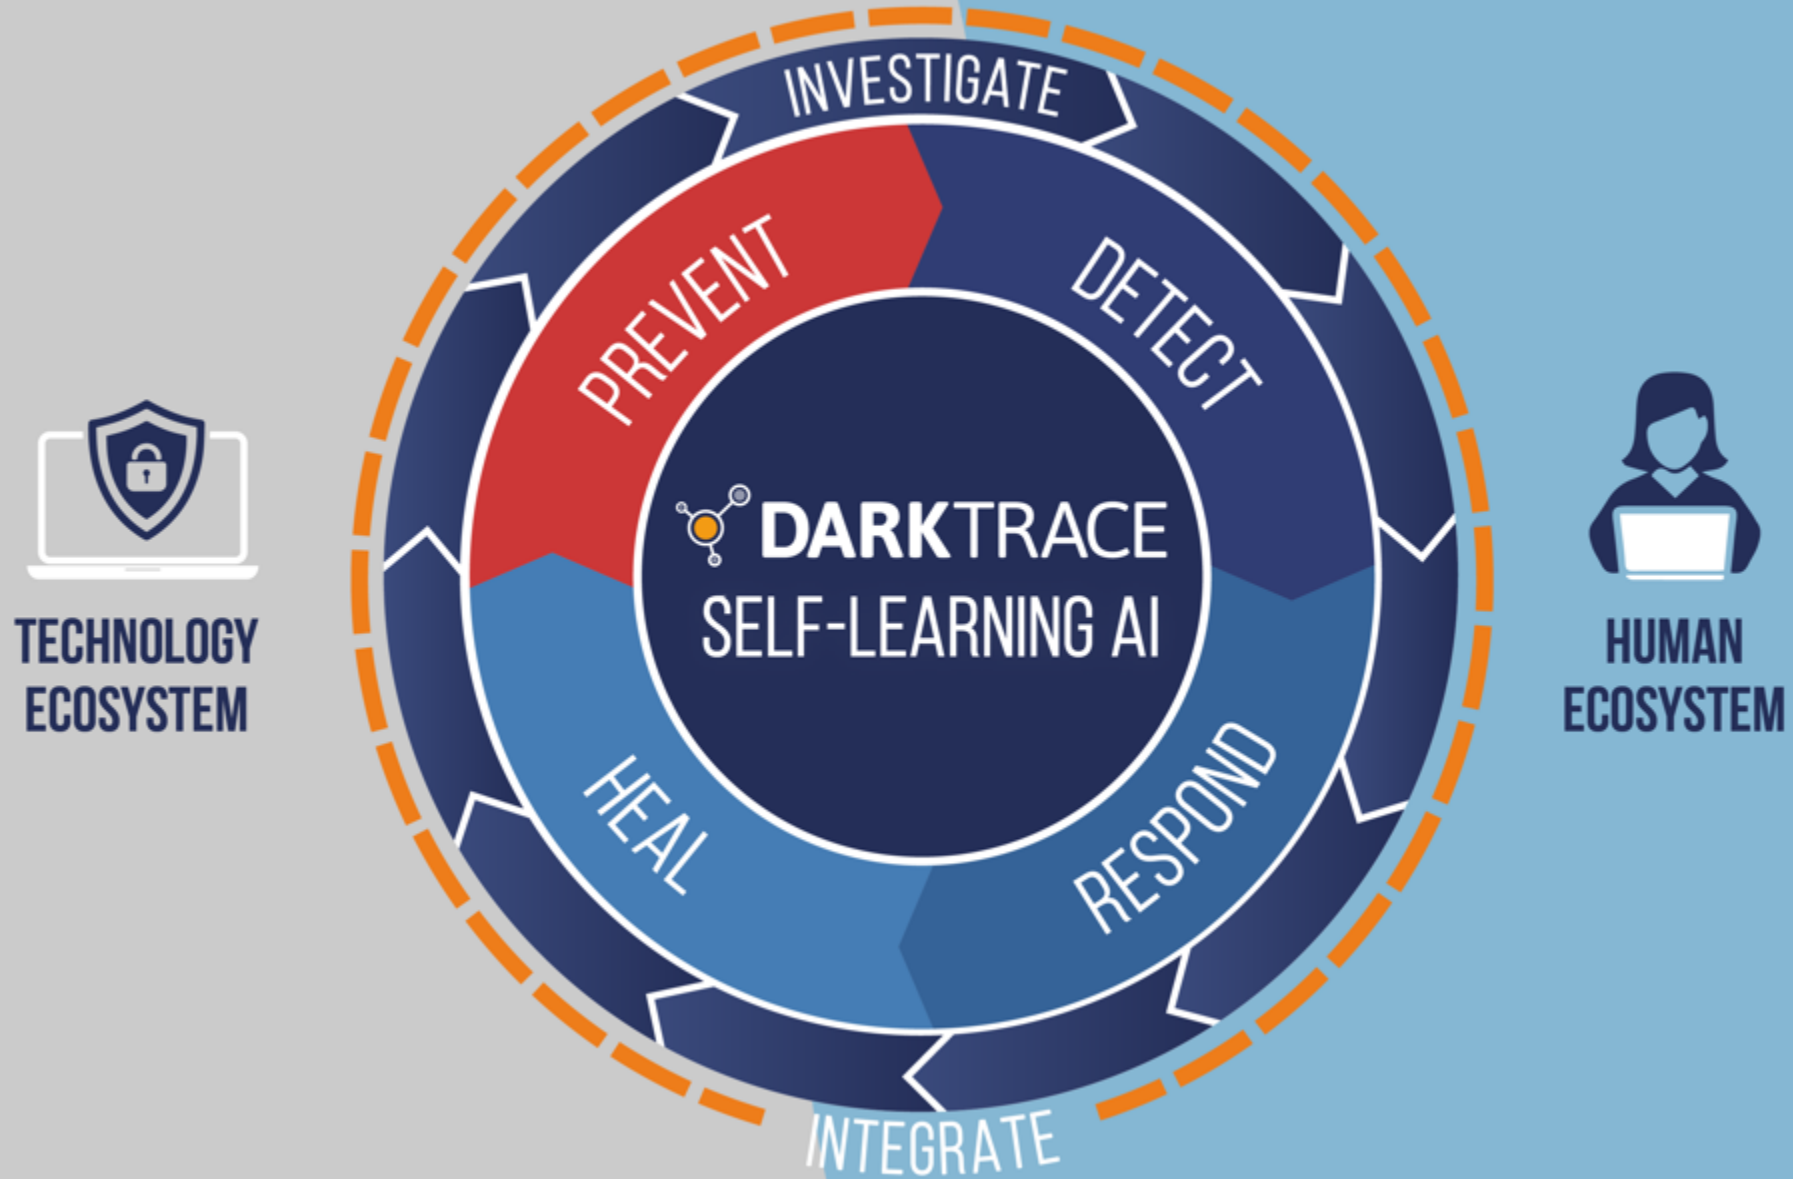 INVESTIGATE
PREVENT
DETECT
DARKTRACE
SELF-LEARNING AI
TECHNOLOGY
ECOSYSTEM
HUMAN
ECOSYSTEM
HEAL
RESPOND
INTEGRATE